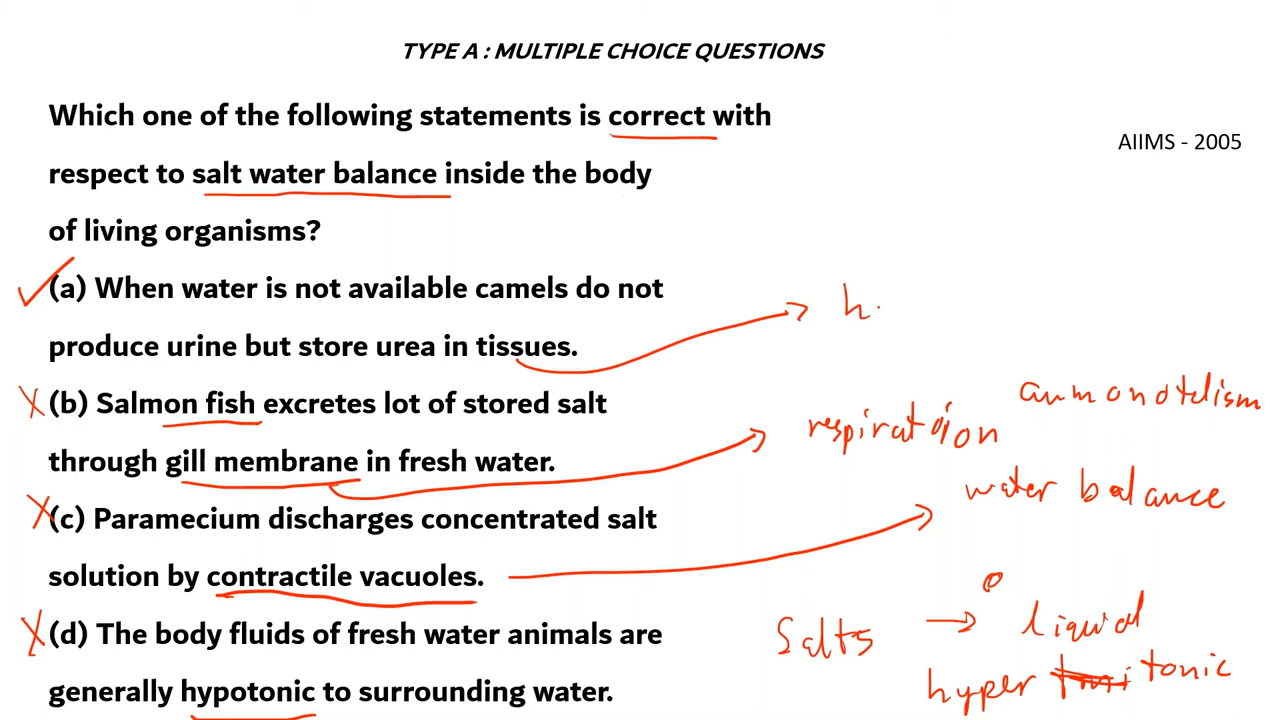 TYPE A : MULTIPLE CHOICE QUESTIONS
Which one of the following statements is correct with
AIIMS - 2005
respect to salt water balance inside the body
of living organisms?
(a) When water is not available camels do not
produce urine but store urea in tissues.
h.
(b) Salmon fish excretes lot of stored salt
ammonotelism
through gill membrane in fresh water.
respiration
(c) Paramecium discharges concentrated salt
water balance
solution by contractile vacuoles.
(d) The body fluids of fresh water animals are
Salts → liquid
generally hypotonic to surrounding water.
hyper tonic